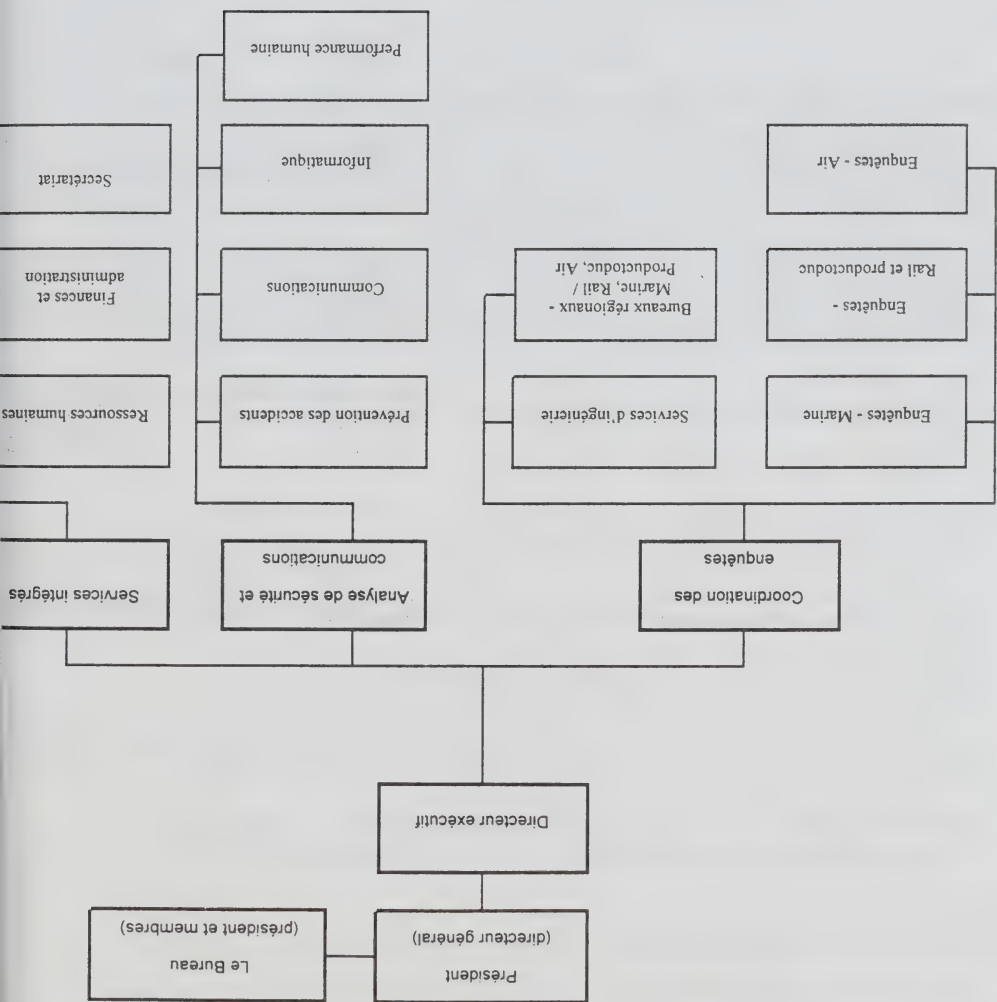 Président
(directeur général)
Le Bureau
(président et membres)
Directeur exécutif
Coordination des
enquêtes
Analyse de sécurité et
communications
Services intégrés
Enquêtes - Marine
Services d'ingénierie
Prévention des accidents
Ressources humaines
Enquêtes -
Rail et productoduc
Bureaux régionaux -
Marine, Rail /
Productoduc, Air
Communications
Finances et
administration
Enquêtes - Air
Informatique
Secrétariat
Performance humaine